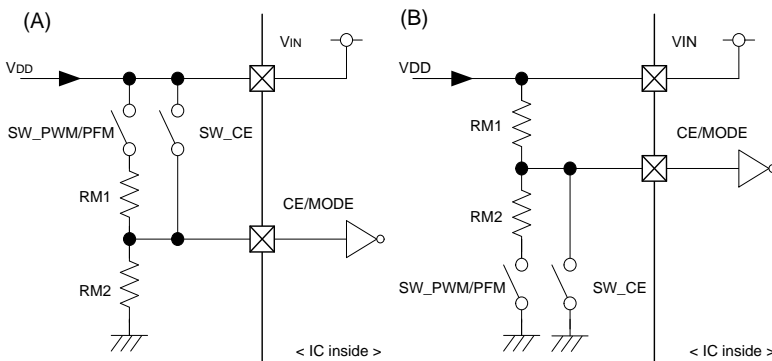 (A)
VIN
VDD
SW_PWM/PFM
SW_CE
RM1
CE/MODE
RM2
< IC inside >
(B)
VIN
VDD
RM1
CE/MODE
RM2
SW_PWM/PFM
SW_CE
< IC inside >